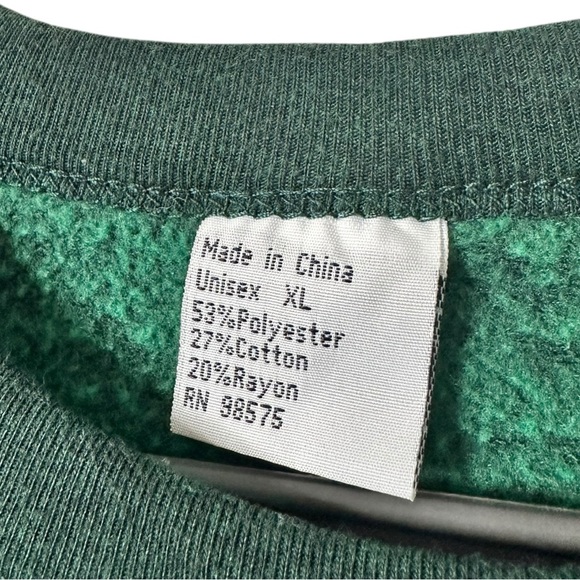 Made in China
Unisex XL
53%Polyester
27%Cotton
20%Rayon
RN 98575